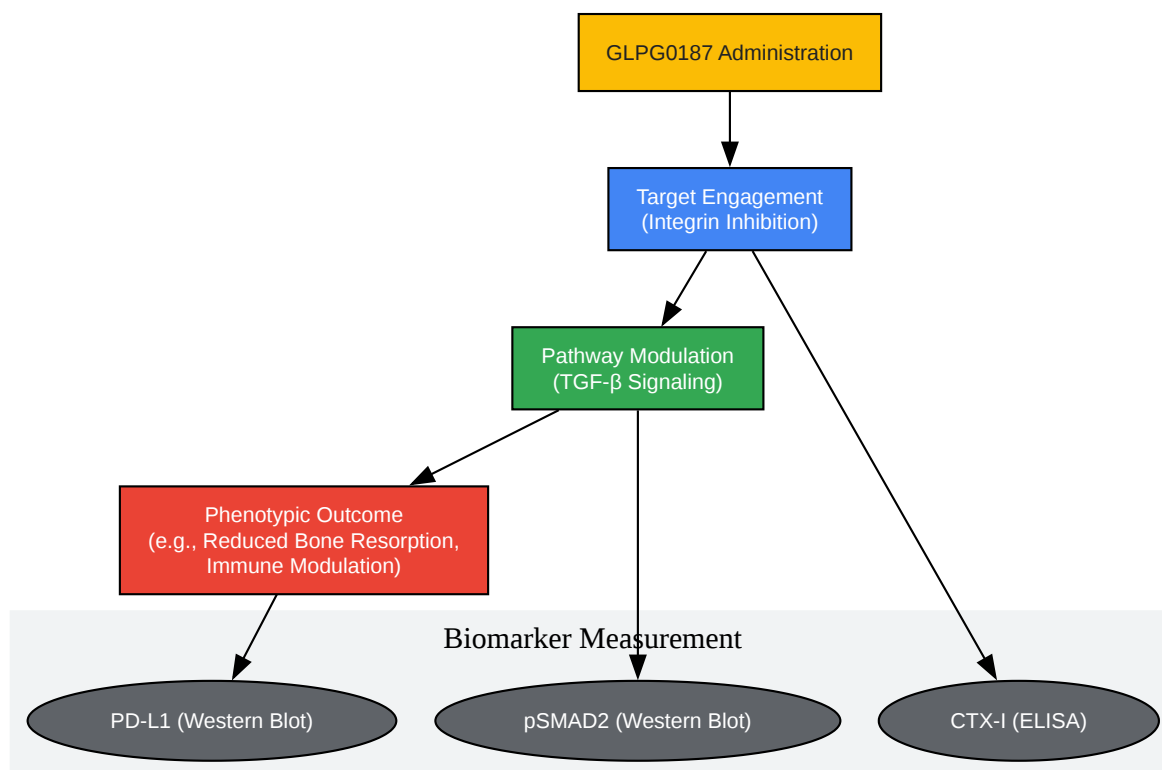 GLPG0187 Administration
Target Engagement
(Integrin Inhibition)
Pathway Modulation
(TGF-β Signaling)
Phenotypic Outcome
(e.g., Reduced Bone Resorption,
Immune Modulation)
Biomarker Measurement
PD-L1 (Western Blot)
pSMAD2 (Western Blot)
CTX-I (ELISA)